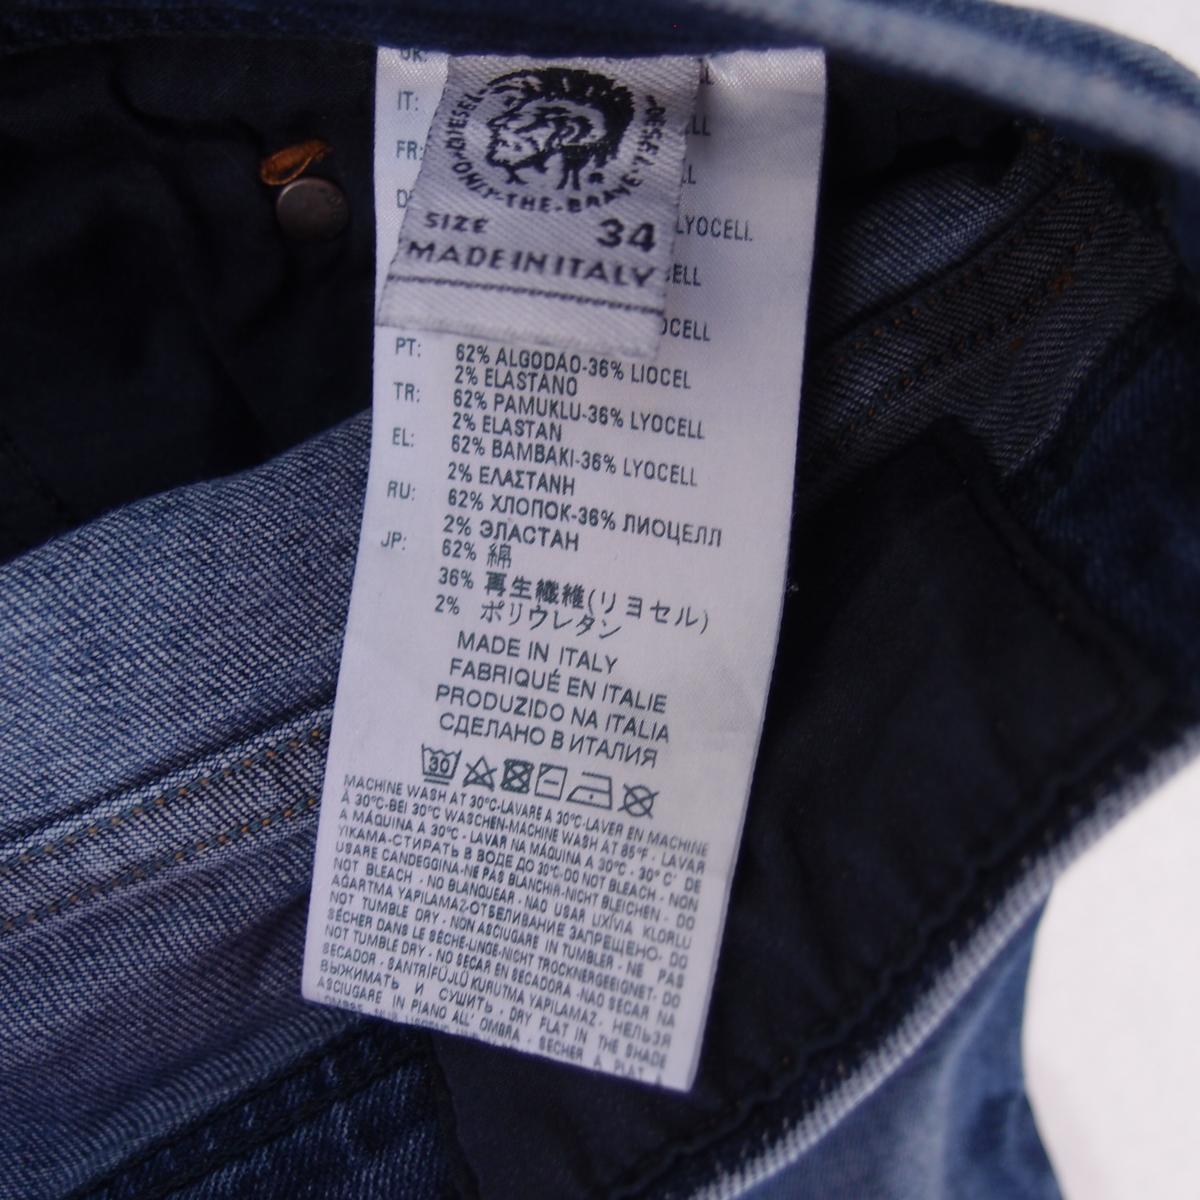 DIESEL
·ONLY·THE·BRAVE·
DIESEL
SIZE 34
MADE IN ITALY
UK:
IT:
FR:
LYOCELL
PT: 62% ALGODAO-36% LIOCEL
2% ELASTANO
TR: 62% PAMUKLU-36% LYOCELL
2% ELASTAN
EL: 62% BAMBAKI-36% LYOCELL
2% ΕΛΑΣΤΑΝΗ
RU: 62% ХЛОПОК-36% ЛИОЦЕЛЛ
2% ЭЛАСТАН
JP: 62% 綿
36% 再生繊維(リヨセル)
2% ポリウレタン
MADE IN ITALY
FABRIQUÉ EN ITALIE
PRODUZIDO NA ITALIA
СДЕЛАНО В ИТАЛИЯ
30
MACHINE WASH AT 30°C-LAVARE A 30°C-LAVER EN MACHINE
À 30°C-BEI 30°C WASCHEN-MACHINE WASH AT 85°F - LAVAR
A MÁQUINA A 30°C - LAVAR NA MÁQUINA A 30°C - 30° C' DE
YIKAMA-СТИРАТЬ В ВОДЕ ДО 30°C-DO NOT BLEACH - NON
USARE CANDEGGINA-NE PAS BLANCHIR-NICHT BLEICHEN - DO
NOT BLEACH - NO BLANQUEAR - NAO USAR LIXÍVIA KLORLU
AĞARTMA YAPILAMAZ-ОТБЕЛИВАНИЕ ЗАПРЕЩЕНО- DO
NOT TUMBLE DRY - NON ASCIUGARE IN TUMBLER - NE PAS
SÉCHER DANS LE SÈCHE-LINGE-NICHT TROCKNERGEEIGNET- DO
NOT TUMBLE DRY - NO SECAR EN SECADORA -NAO SECAR NA
SECADOR - SANTRİFÜJLÜ KURUTMA YAPILAMAZ - НЕЛЬЗЯ
ВЫЖИМАТЬ И СУШИТЬ - DRY FLAT IN THE SHADE
ASCIUGARE IN PIANO ALL' OMBRA - SÉCHER À PLAT À